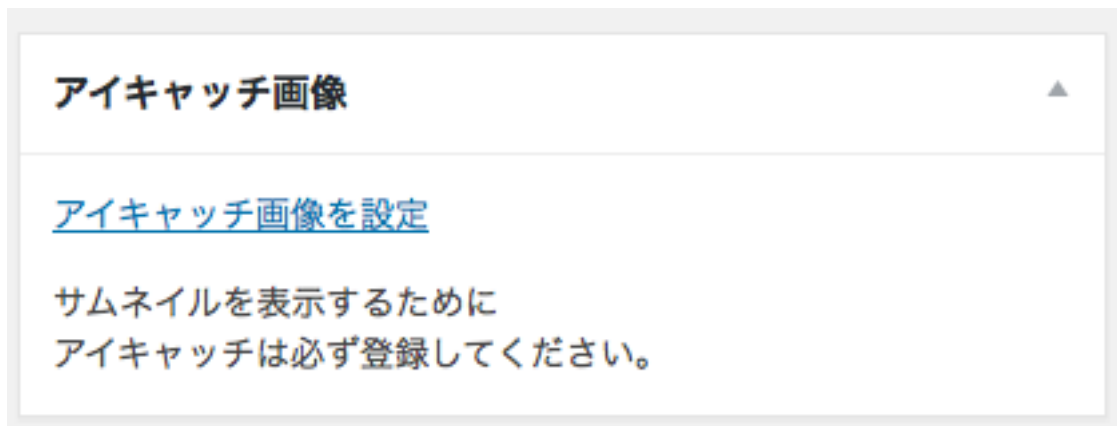 アイキャッチ画像
アイキャッチ画像を設定
サムネイルを表示するために
アイキャッチは必ず登録してください。